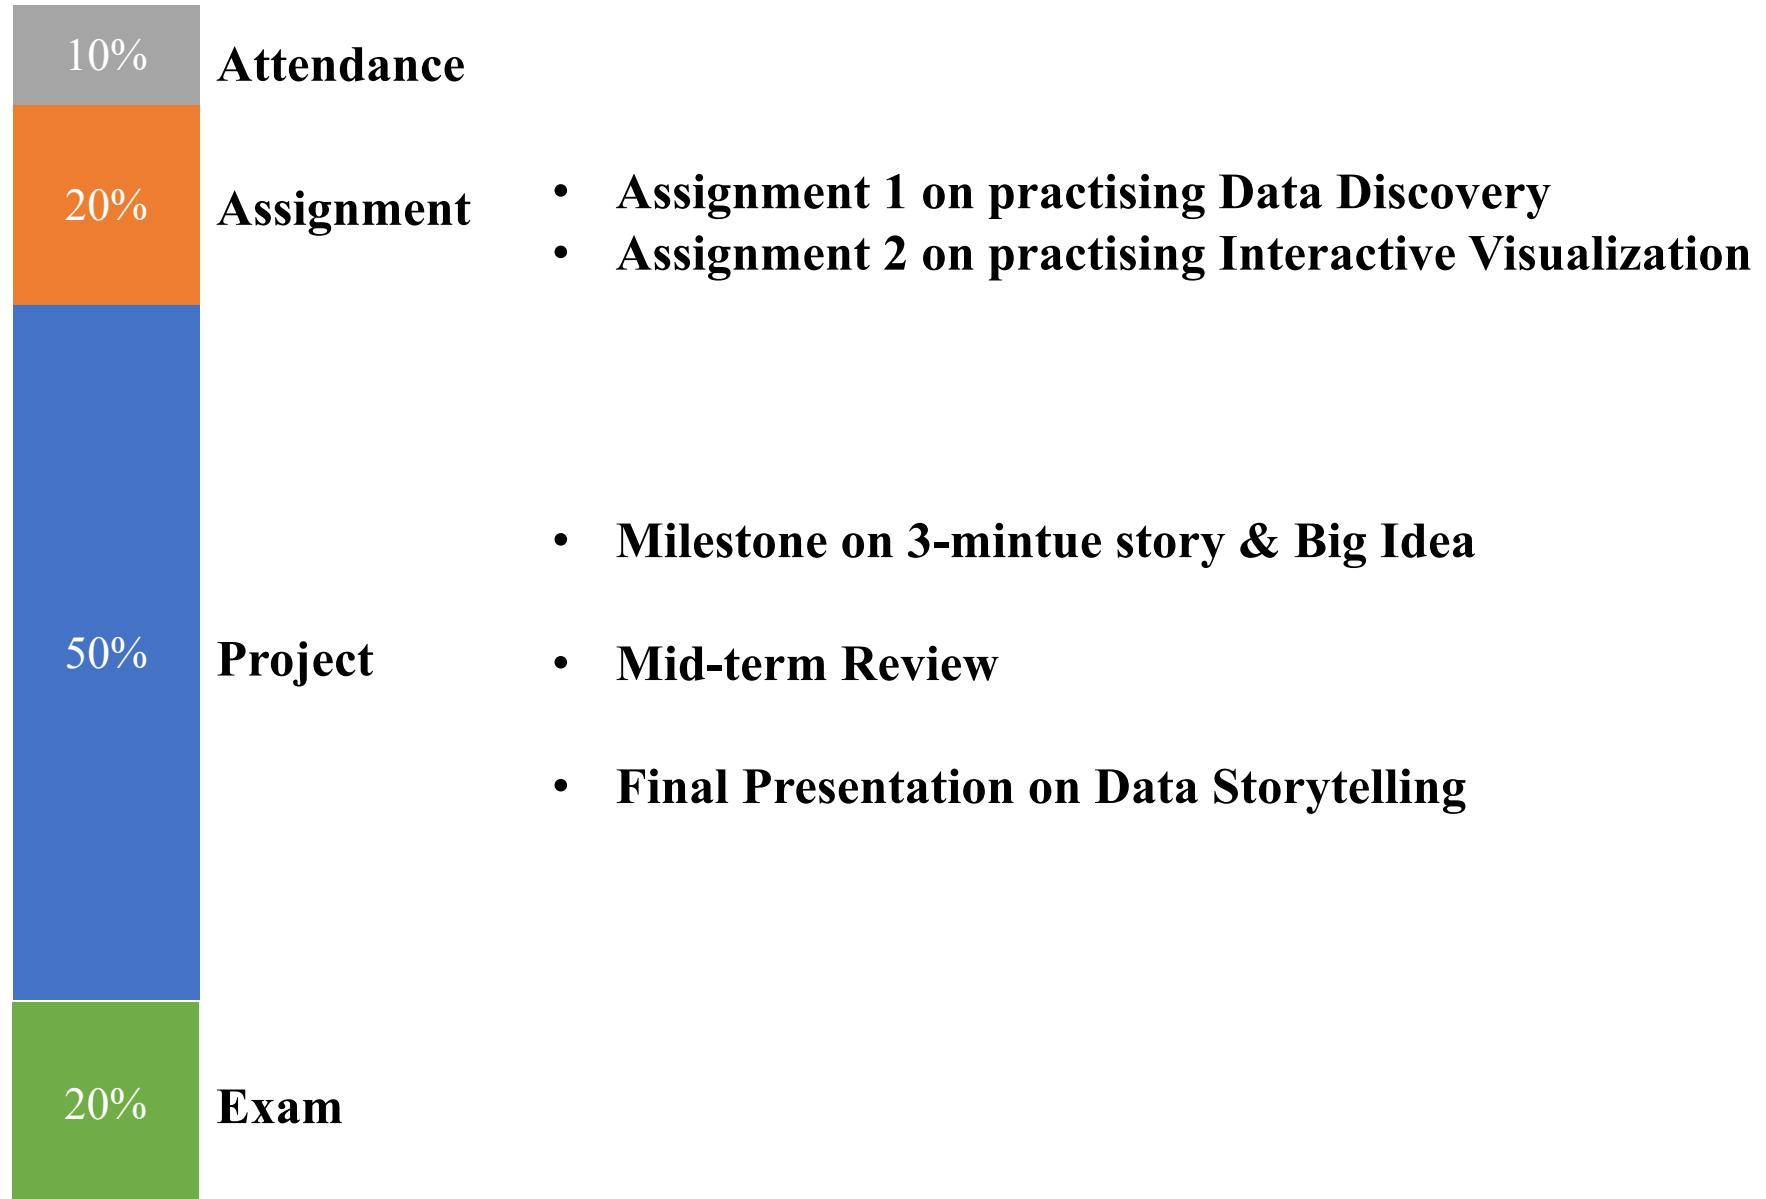 10%
Attendance
20%
Assignment
• Assignment 1 on practising Data Discovery
• Assignment 2 on practising Interactive Visualization
50%
Project
• Milestone on 3-mintue story & Big Idea
• Mid-term Review
• Final Presentation on Data Storytelling
20%
Exam